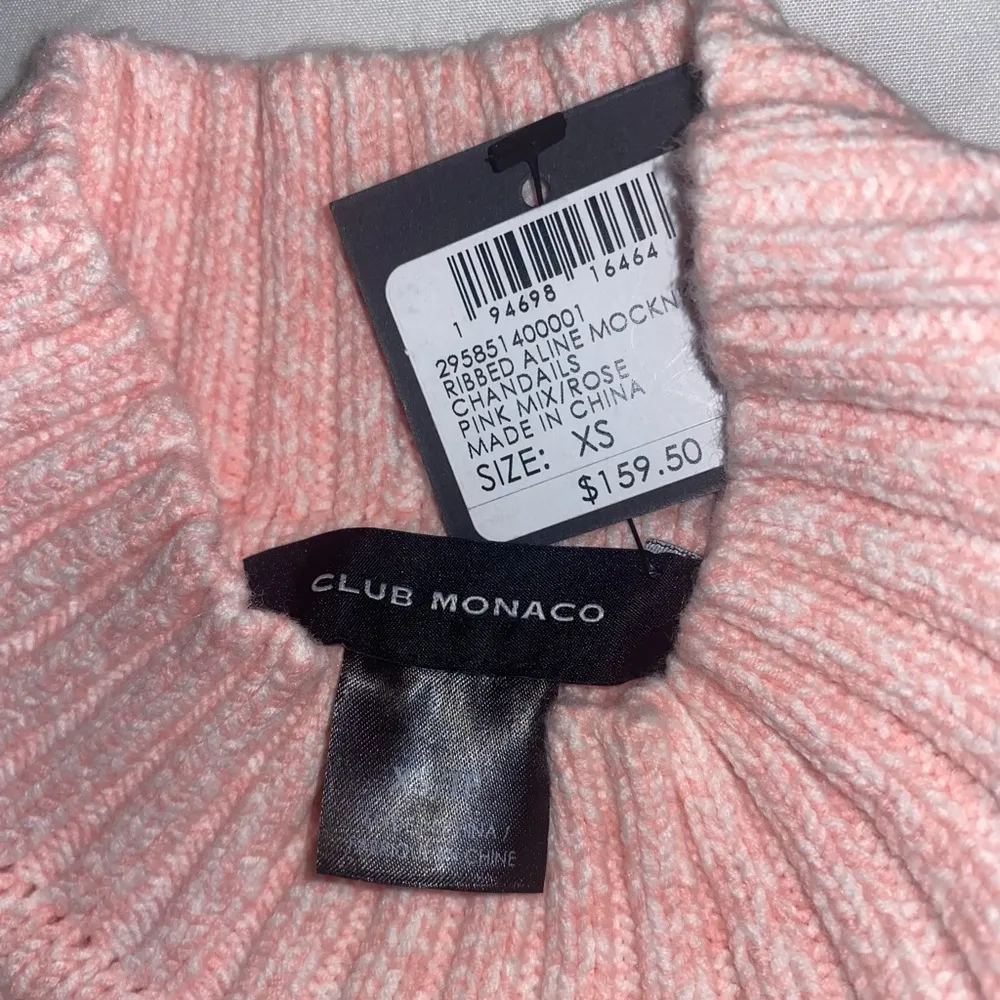 1 94698 16464
295851400001
RIBBED ALINE MOCKN
CHANDAILS
PINK MIX/ROSE
MADE IN CHINA
SIZE: XS
$159.50
CLUB MONACO
CHINE